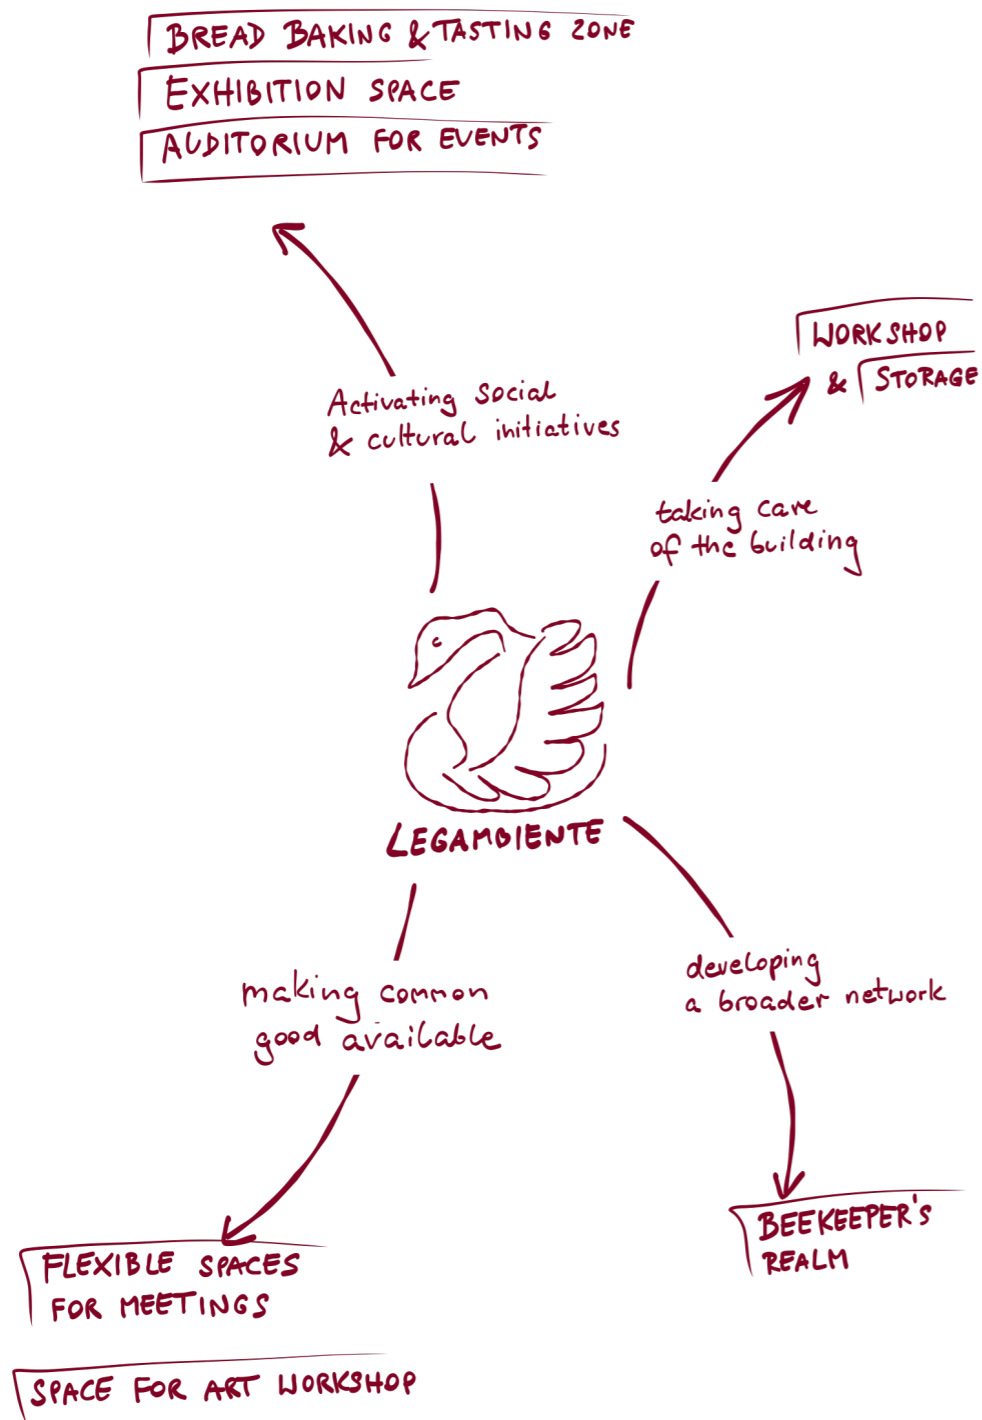 BREAD BAKING & TASTING ZONE
EXHIBITION SPACE
AUDITORIUM FOR EVENTS
Activating social
& cultural initiatives
WORKSHOP
& STORAGE
taking care
of the building
LEGAMBIENTE
making common
good available
developing
a broader network
FLEXIBLE SPACES
FOR MEETINGS
SPACE FOR ART WORKSHOP
BEEKEEPER'S
REALM